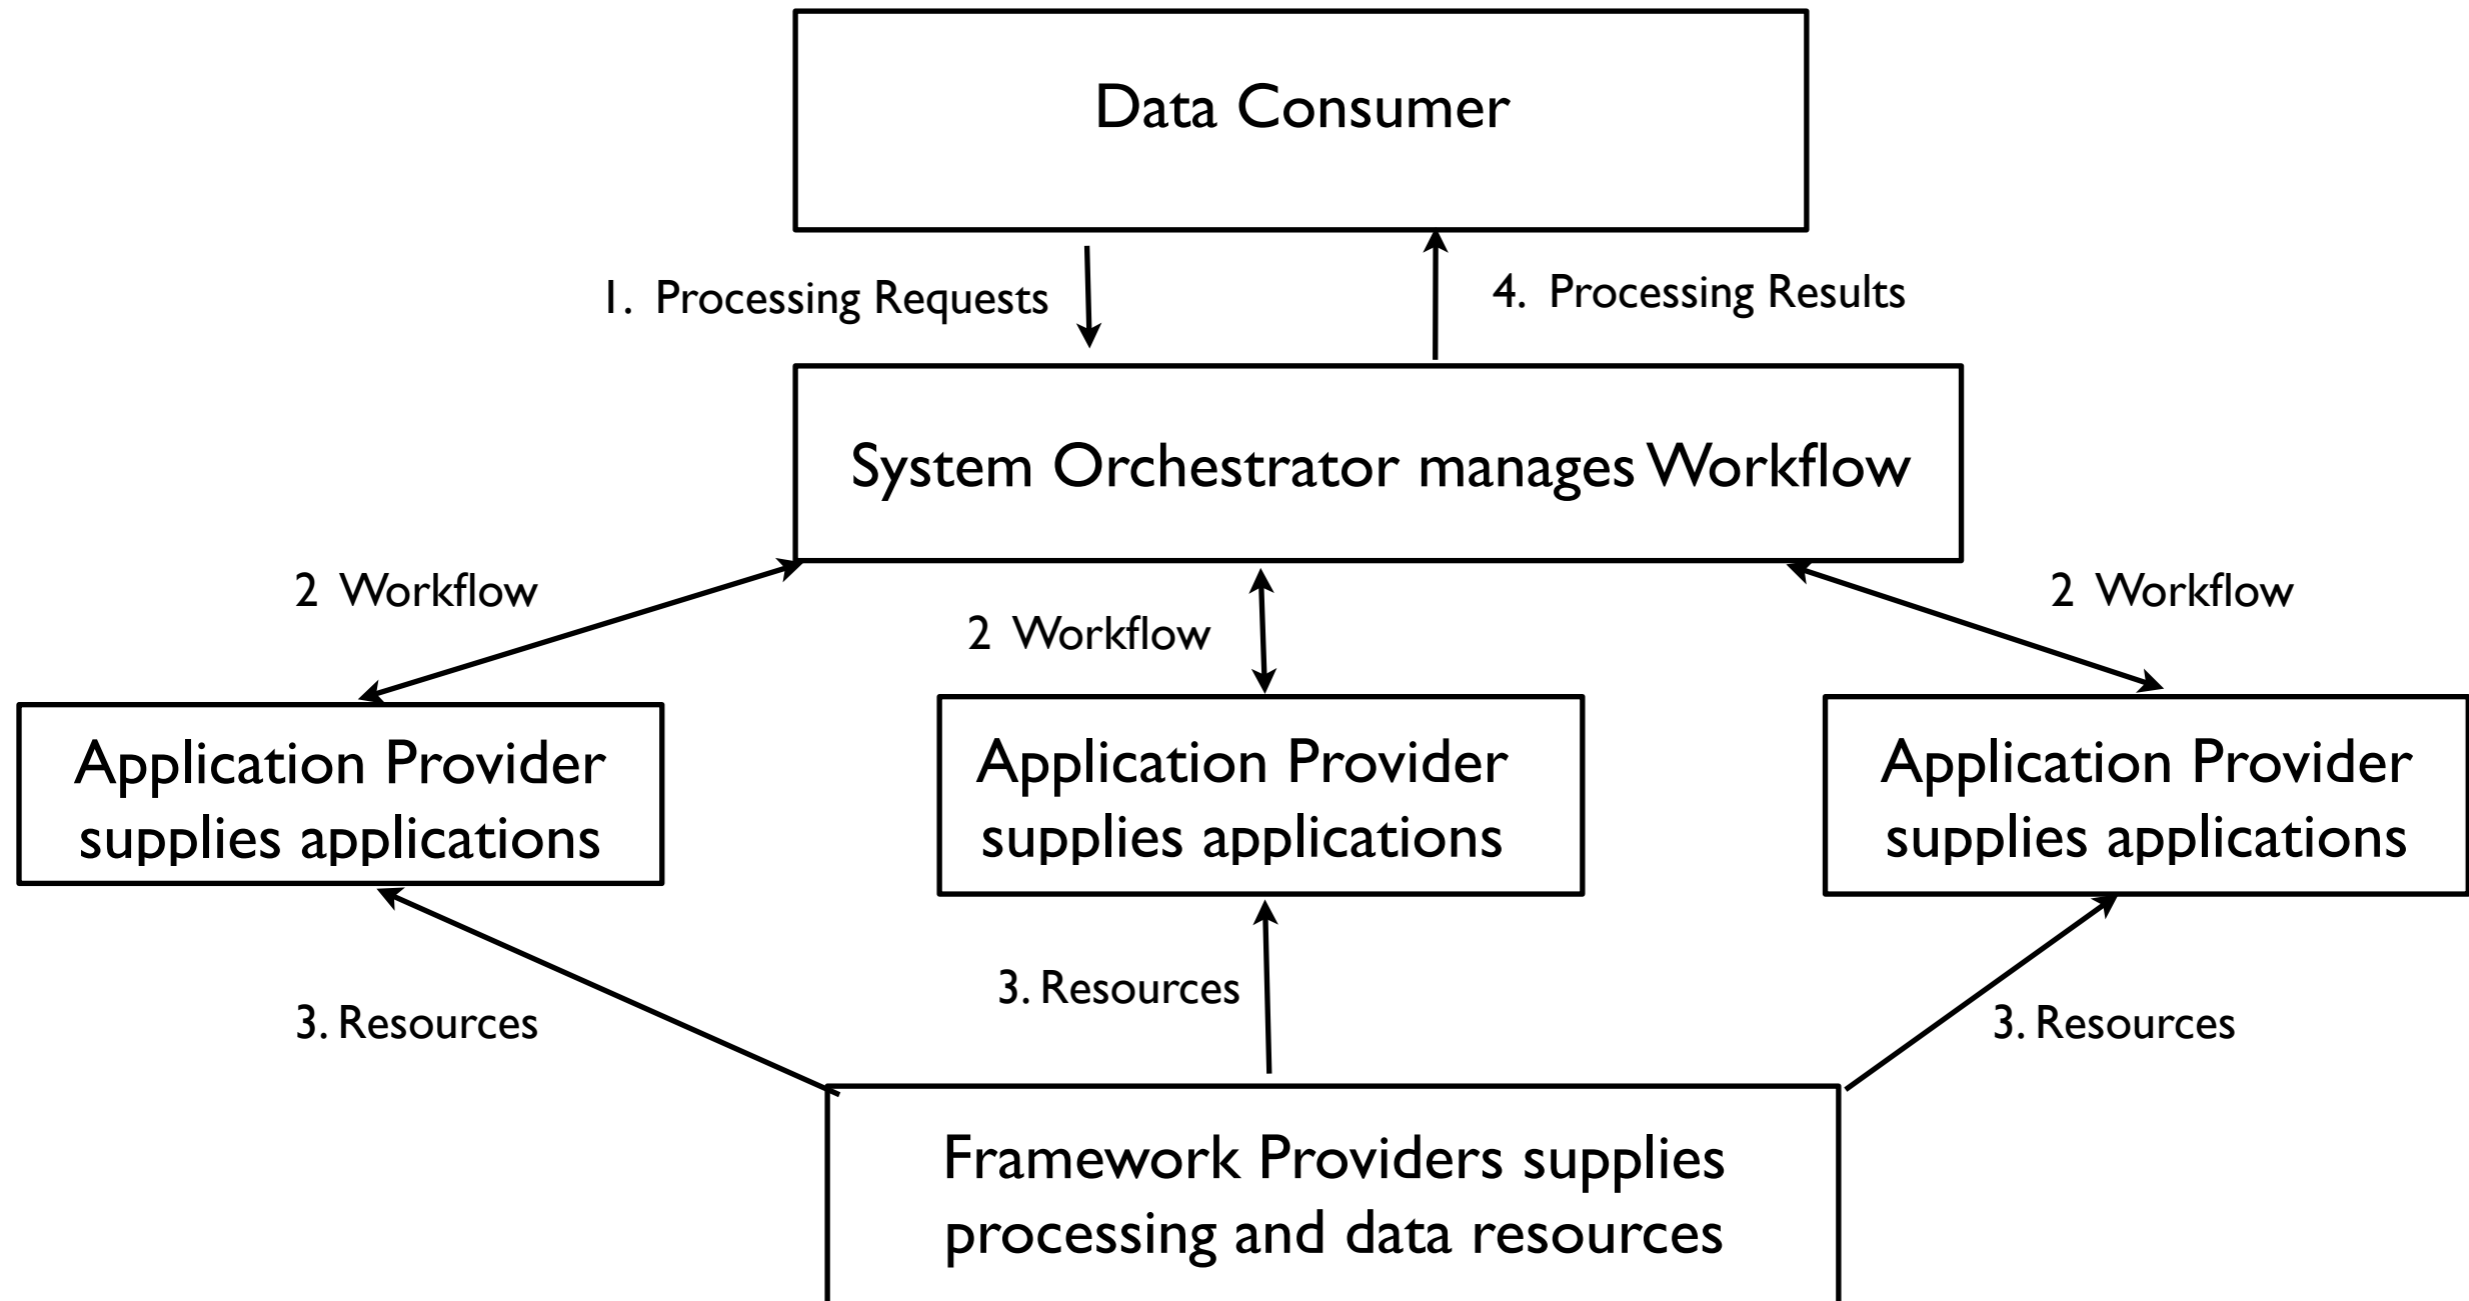 Data Consumer
1. Processing Requests
4. Processing Results
System Orchestrator manages Workflow
2 Workflow
2 Workflow
2 Workflow
Application Provider
supplies applications
Application Provider
supplies applications
Application Provider
supplies applications
3. Resources
3. Resources
3. Resources
Framework Providers supplies
processing and data resources